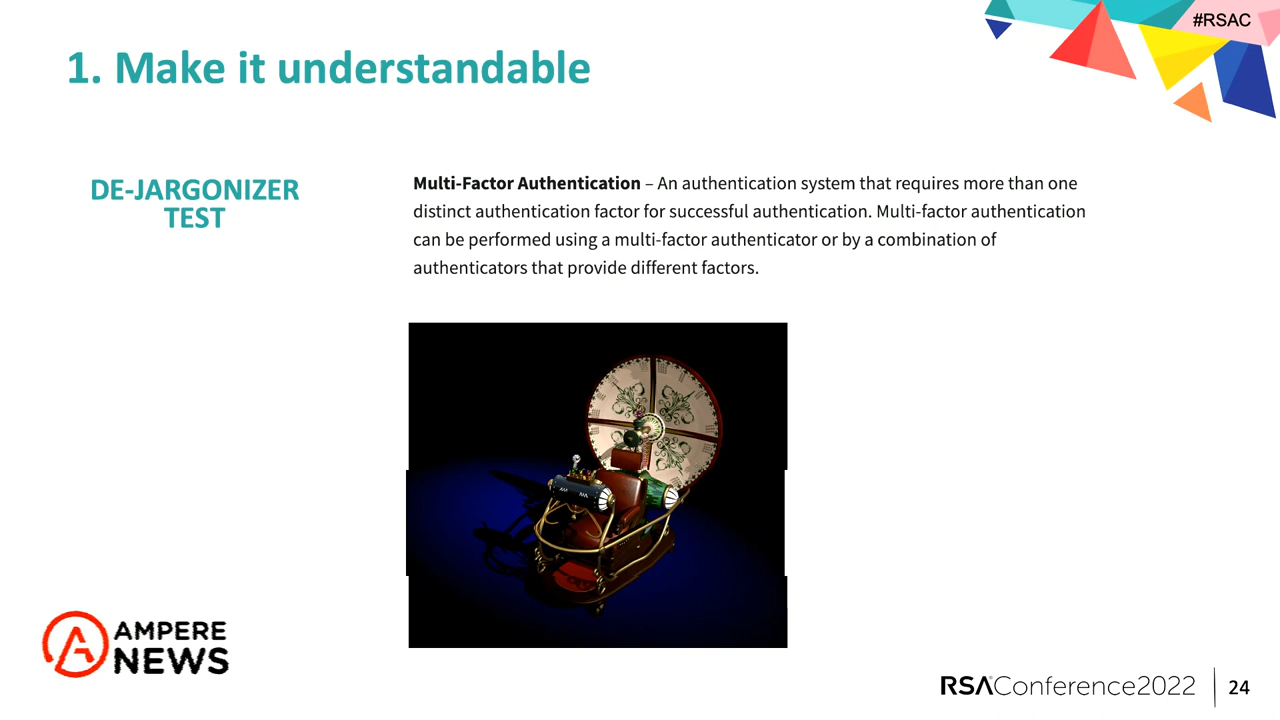 #RSAC
1. Make it understandable
DE-JARGONIZER
TEST
Multi-Factor Authentication – An authentication system that requires more than one
distinct authentication factor for successful authentication. Multi-factor authentication
can be performed using a multi-factor authenticator or by a combination of
authenticators that provide different factors.
AMPERE
NEWS
RSAConference2022
24